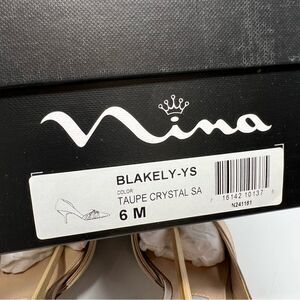 Nina
BLAKELY-YS
COLOR
TAUPE CRYSTAL SA
6 M
16142 10137
N241181